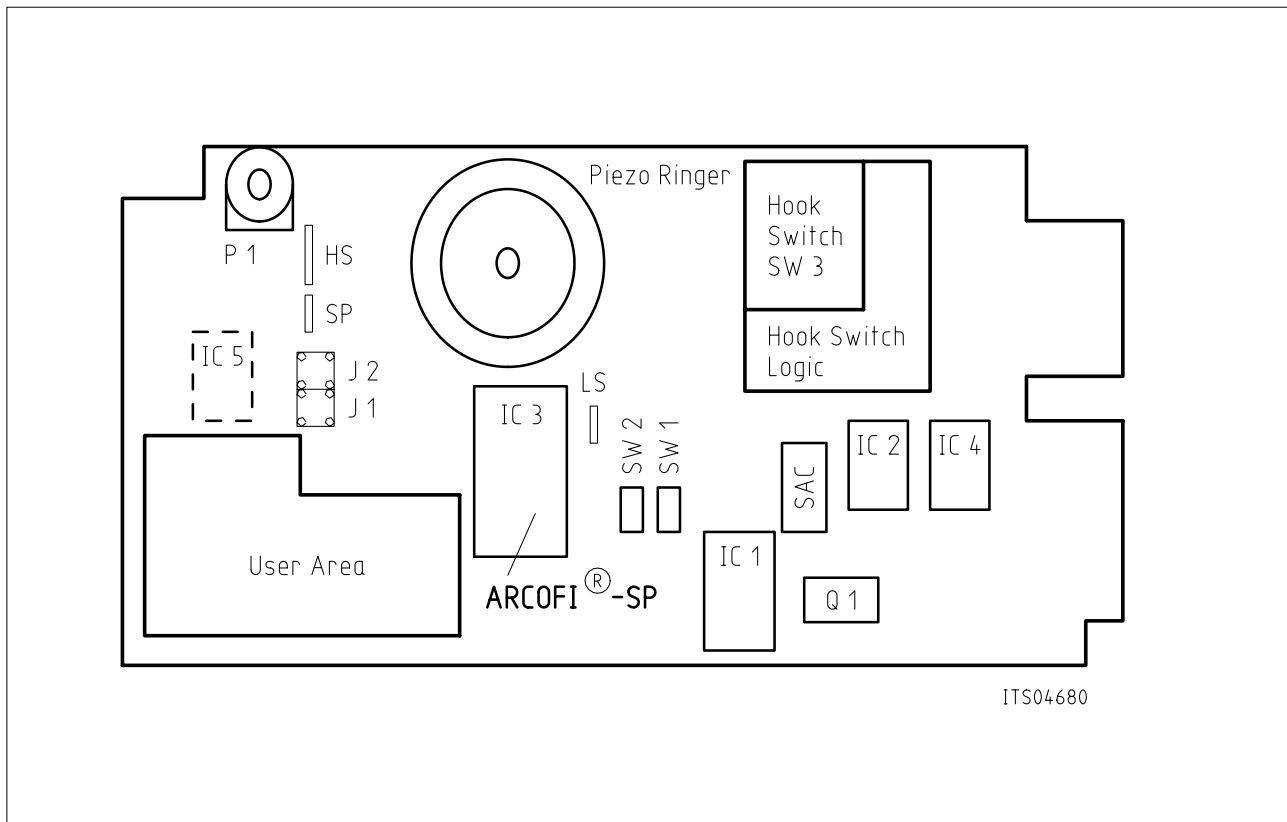 Piezo Ringer
Hook
Switch
SW 3
P 1
HS
SP
Hook Switch
Logic
IC 5
J 2
J 1
LS
IC 3
SW 2
SW 1
IC 2
IC 4
SAC
IC 1
User Area
ARCOFI®-SP
Q 1
ITS04680